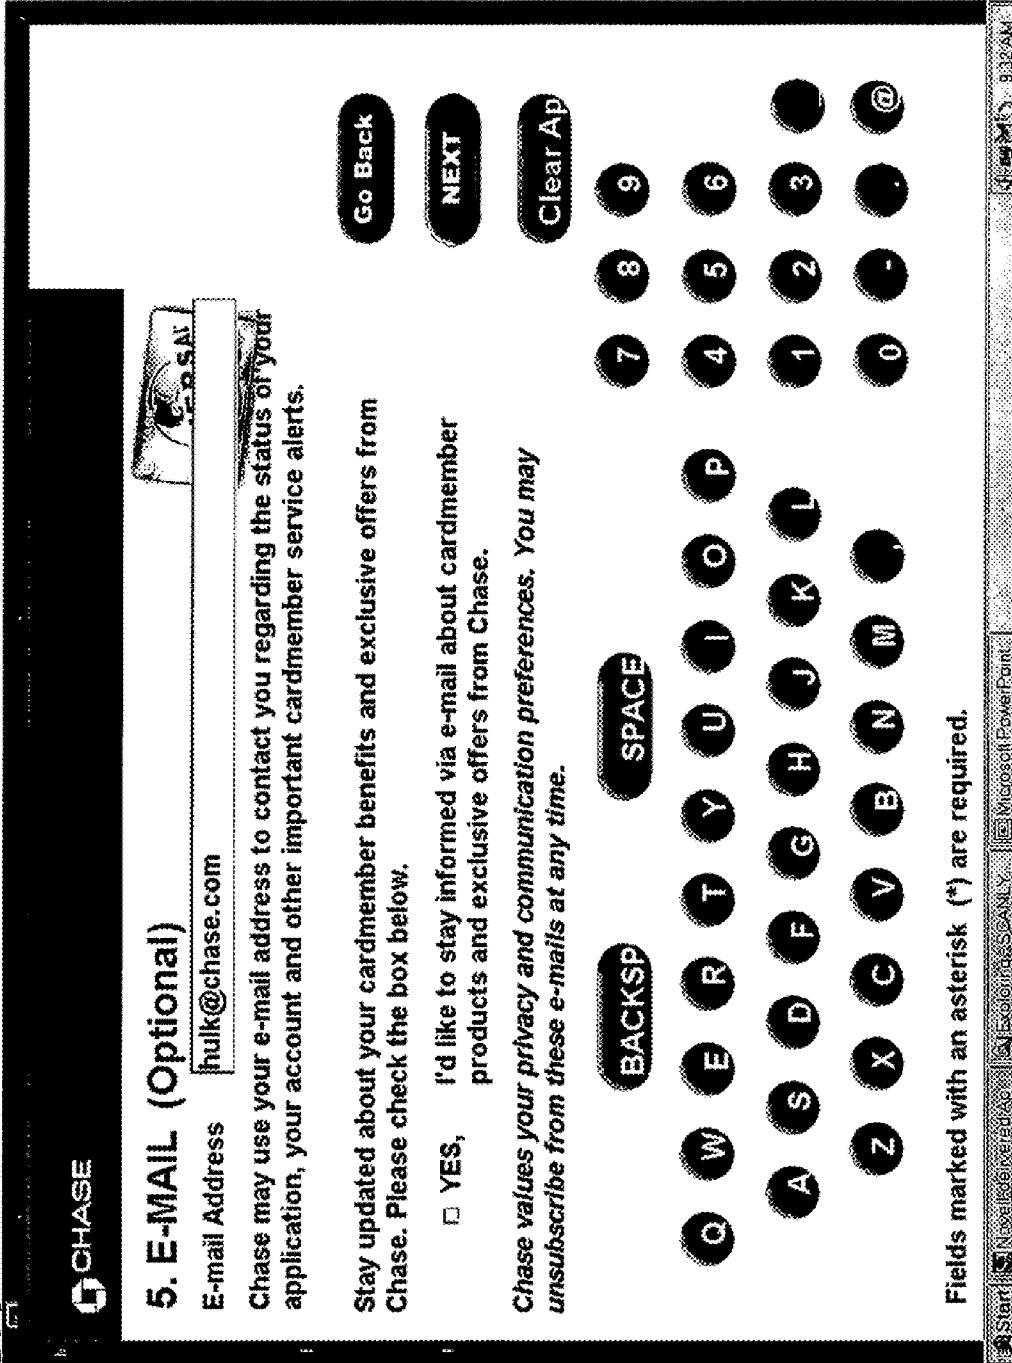 CHASE
5. E-MAIL (Optional)
E-mail Address hulk@chase.com
Chase may use your e-mail address to contact you regarding the status of your
application, your account and other important cardmember service alerts.
Stay updated about your cardmember benefits and exclusive offers from
Chase. Please check the box below.
YES, I'd like to stay informed via e-mail about cardmember
products and exclusive offers from Chase.
Chase values your privacy and communication preferences. You may
unsubscribe from these e-mails at any time.
Go Back
NEXT
Clear Ap
BACKSP SPACE 7 8 9
Q W E R T Y U I O P 4 5 6
A S D F G H J K L 1 2 3 _
Z X C V B N M , 0 - . @
Fields marked with an asterisk (*) are required.
Start Microsoft PowerPoint 9:32 AM